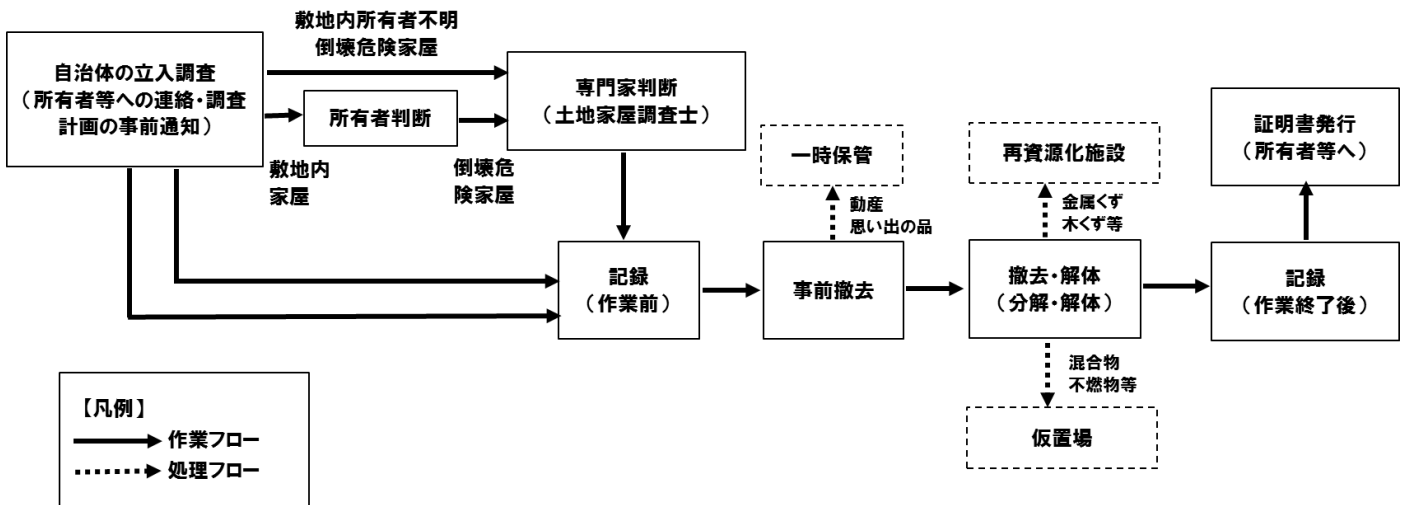 敷地内所有者不明
倒壊危険家屋
自治体の立入調査
（所有者等への連絡・調査
計画の事前通知）
所有者判断
専門家判断
（土地家屋調査士）
敷地内
家屋
倒壊危
険家屋
一時保管
再資源化施設
証明書発行
（所有者等へ）
動産
思い出の品
金属くず
木くず等
記録
（作業前）
事前撤去
撤去・解体
（分解・解体）
記録
（作業終了後）
混合物
不燃物等
仮置場
【凡例】
作業フロー
処理フロー